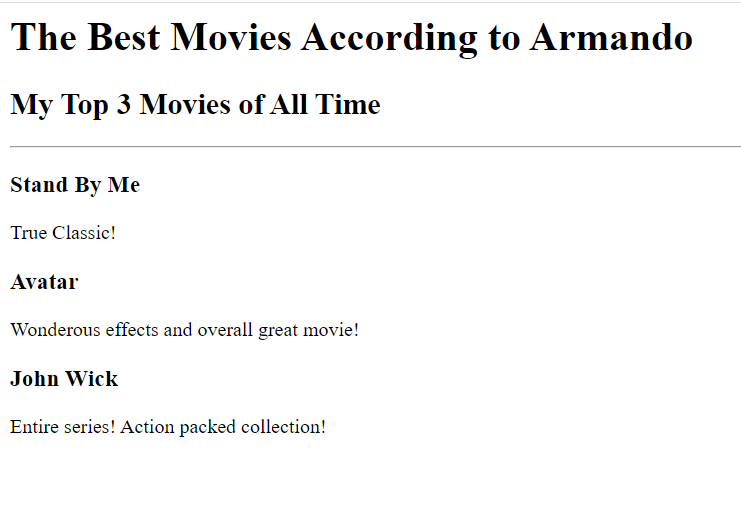 The Best Movies According to Armando
My Top 3 Movies of All Time
Stand By Me
True Classic!
Avatar
Wonderous effects and overall great movie!
John Wick
Entire series! Action packed collection!